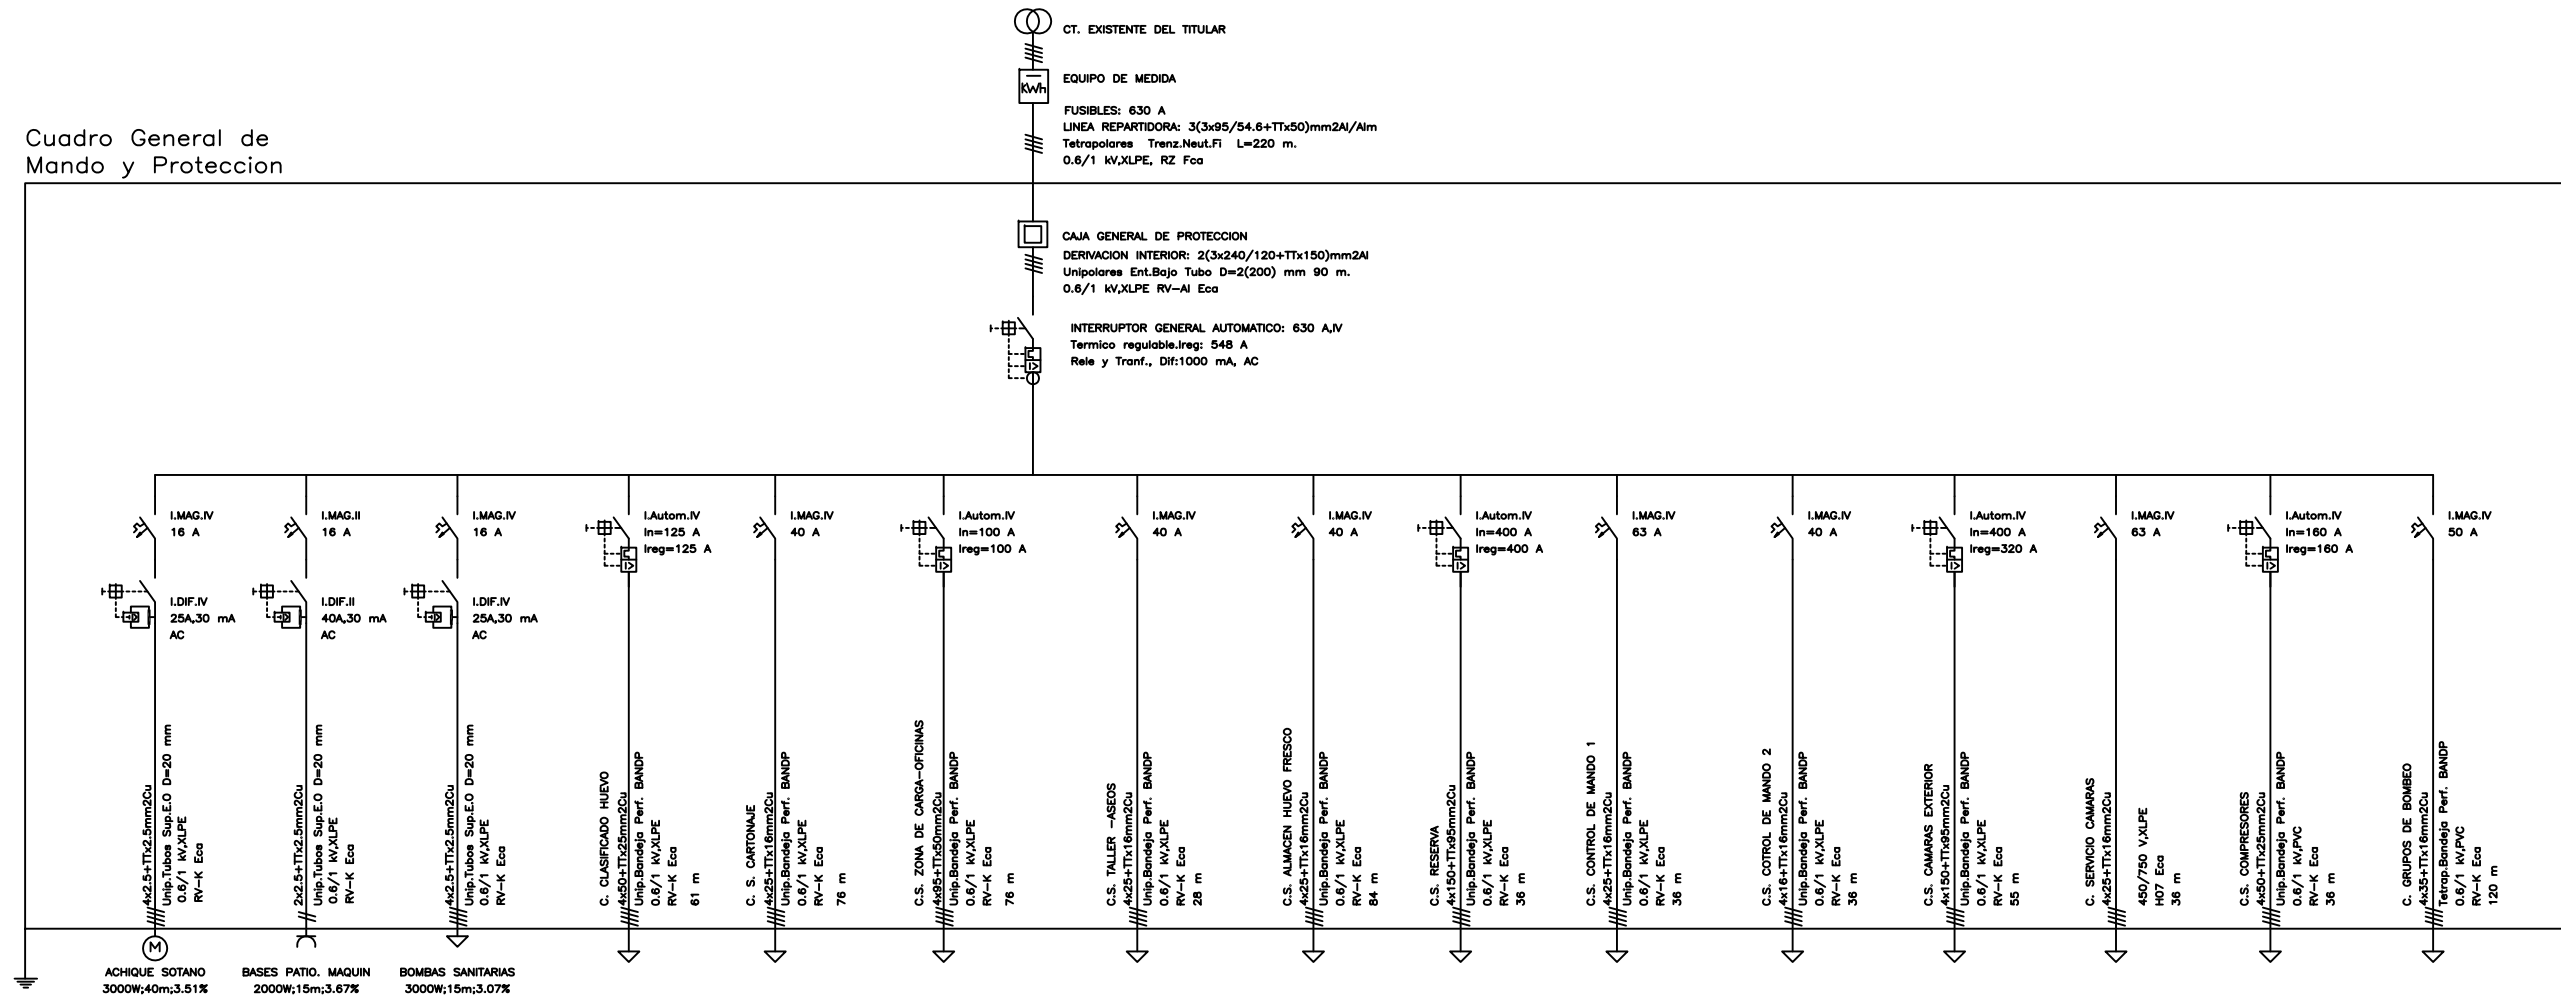 CT. EXISTENTE DEL TITULAR
KWh
EQUIPO DE MEDIDA
FUSIBLES: 630 A
LINEA REPARTIDORA: 3(3x95/54.6+TTx50)mm2Al/Alm
Tetrapolares Trenz.Neut.Fi L=220 m.
0.6/1 kV,XLPE, RZ Fca
Cuadro General de
Mando y Proteccion
CAJA GENERAL DE PROTECCION
DERIVACION INTERIOR: 2(3x240/120+TTx150)mm2Al
Unipolares Ent.Bajo Tubo D=2(200) mm 90 m.
0.6/1 kV,XLPE RV-Al Eca
INTERRUPTOR GENERAL AUTOMATICO: 630 A,IV
Termico regulable.Ireg: 548 A
Rele y Tranf., Dif:1000 mA, AC
I.MAG.IV
16 A
I.DIF.IV
25A,30 mA
AC
4x2.5+TTx2.5mm2Cu
Unip.Tubos Sup.E.O D=20 mm
0.6/1 kV,XLPE
RV-K Eca
M
ACHIQUE SOTANO
3000W;40m;3.51%
I.MAG.II
16 A
I.DIF.II
40A,30 mA
AC
2x2.5+TTx2.5mm2Cu
Unip.Tubos Sup.E.O D=20 mm
0.6/1 kV,XLPE
RV-K Eca
BASES PATIO. MAQUIN
2000W;15m;3.67%
I.MAG.IV
16 A
I.DIF.IV
25A,30 mA
AC
4x2.5+TTx2.5mm2Cu
Unip.Tubos Sup.E.O D=20 mm
0.6/1 kV,XLPE
RV-K Eca
BOMBAS SANITARIAS
3000W;15m;3.07%
I.Autom.IV
In=125 A
Ireg=125 A
C. CLASIFICADO HUEVO
4x50+TTx25mm2Cu
Unip.Bandeja Perf. BANDP
0.6/1 kV,XLPE
RV-K Eca
61 m
I.MAG.IV
40 A
C. S. CARTONAJE
4x25+TTx16mm2Cu
Unip.Bandeja Perf. BANDP
0.6/1 kV,XLPE
RV-K Eca
76 m
I.Autom.IV
In=100 A
Ireg=100 A
C.S. ZONA DE CARGA-OFICINAS
4x95+TTx50mm2Cu
Unip.Bandeja Perf. BANDP
0.6/1 kV,XLPE
RV-K Eca
76 m
I.MAG.IV
40 A
C.S. TALLER -ASEOS
4x25+TTx16mm2Cu
Unip.Bandeja Perf. BANDP
0.6/1 kV,XLPE
RV-K Eca
28 m
I.MAG.IV
40 A
C.S. ALMACEN HUEVO FRESCO
4x25+TTx16mm2Cu
Unip.Bandeja Perf. BANDP
0.6/1 kV,XLPE
RV-K Eca
84 m
I.Autom.IV
In=400 A
Ireg=400 A
C.S. RESERVA
4x150+TTx95mm2Cu
Unip.Bandeja Perf. BANDP
0.6/1 kV,XLPE
RV-K Eca
36 m
I.MAG.IV
63 A
C.S. CONTROL DE MANDO 1
4x25+TTx16mm2Cu
Unip.Bandeja Perf. BANDP
0.6/1 kV,XLPE
RV-K Eca
36 m
I.MAG.IV
40 A
C.S. COTROL DE MANDO 2
4x16+TTx16mm2Cu
Unip.Bandeja Perf. BANDP
0.6/1 kV,XLPE
RV-K Eca
36 m
I.Autom.IV
In=400 A
Ireg=320 A
C.S. CAMARAS EXTERIOR
4x150+TTx95mm2Cu
Unip.Bandeja Perf. BANDP
0.6/1 kV,XLPE
RV-K Eca
55 m
I.MAG.IV
63 A
C. SERVICIO CAMARAS
4x25+TTx16mm2Cu
450/750 V,XLPE
H07 Eca
36 m
I.Autom.IV
In=160 A
Ireg=160 A
C.S. COMPRESORES
4x50+TTx25mm2Cu
Unip.Bandeja Perf. BANDP
0.6/1 kV,PVC
RV-K Eca
36 m
I.MAG.IV
50 A
C. GRUPOS DE BOMBEO
4x35+TTx16mm2Cu
Tetrap.Bandeja Perf. BANDP
0.6/1 kV,PVC
RV-K Eca
120 m